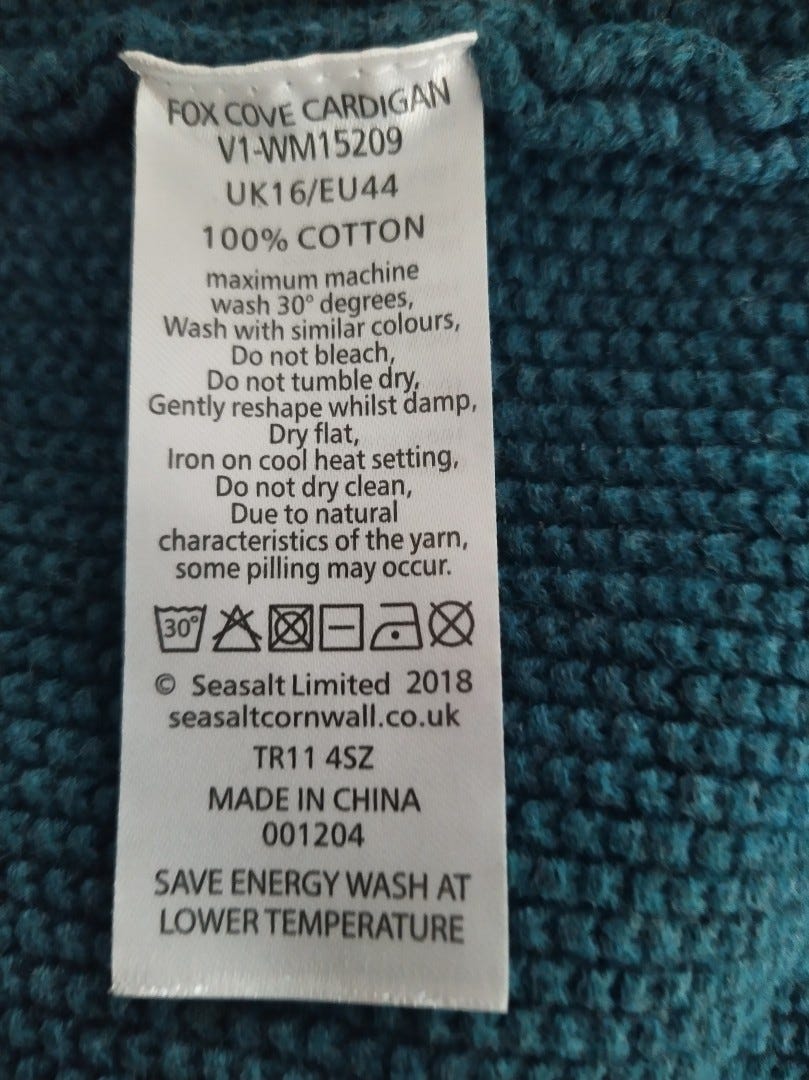 FOX COVE CARDIGAN
V1-WM15209
UK16/EU44
100% COTTON
maximum machine
wash 30° degrees,
Wash with similar colours,
Do not bleach,
Do not tumble dry,
Gently reshape whilst damp,
Dry flat,
Iron on cool heat setting,
Do not dry clean,
Due to natural
characteristics of the yarn,
some pilling may occur.
30°
© Seasalt Limited 2018
seasaltcornwall.co.uk
TR11 4SZ
MADE IN CHINA
001204
SAVE ENERGY WASH AT
LOWER TEMPERATURE